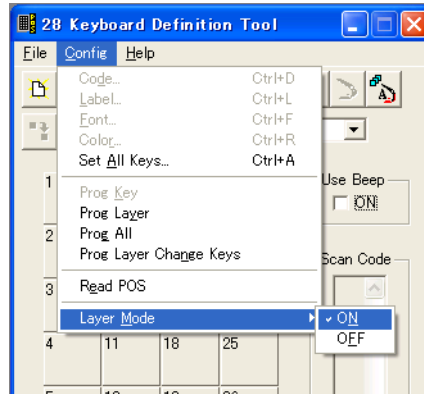 28 Keyboard Definition Tool
File Config Help
Code... Ctrl+D
Label... Ctrl+L
Font... Ctrl+F
Color... Ctrl+R
Set All Keys... Ctrl+A
Prog Key
Prog Layer
Prog All
Prog Layer Change Keys
Read POS
Layer Mode
ON
OFF
Use Beep
ON
Scan Code
1
2
3
4 11 18 25